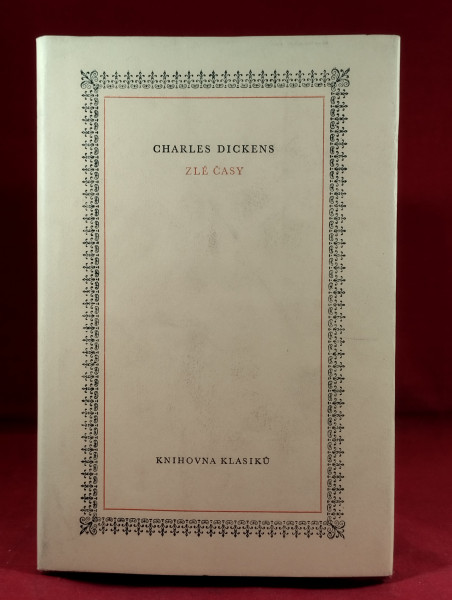 CHARLES DICKENS
ZLÉ ČASY
KNIHOVNA KLASIKŮ